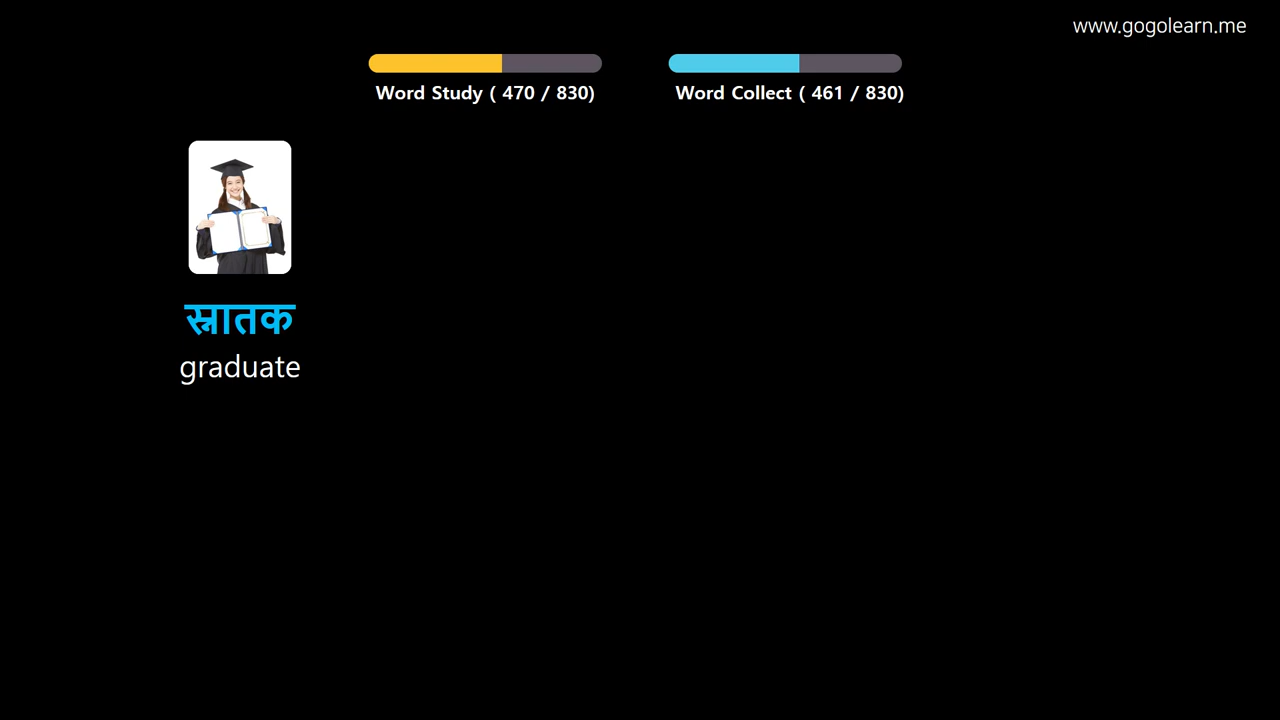 www.gogolearn.me
Word Study ( 470 / 830)
Word Collect ( 461 / 830)
स्नातक
graduate